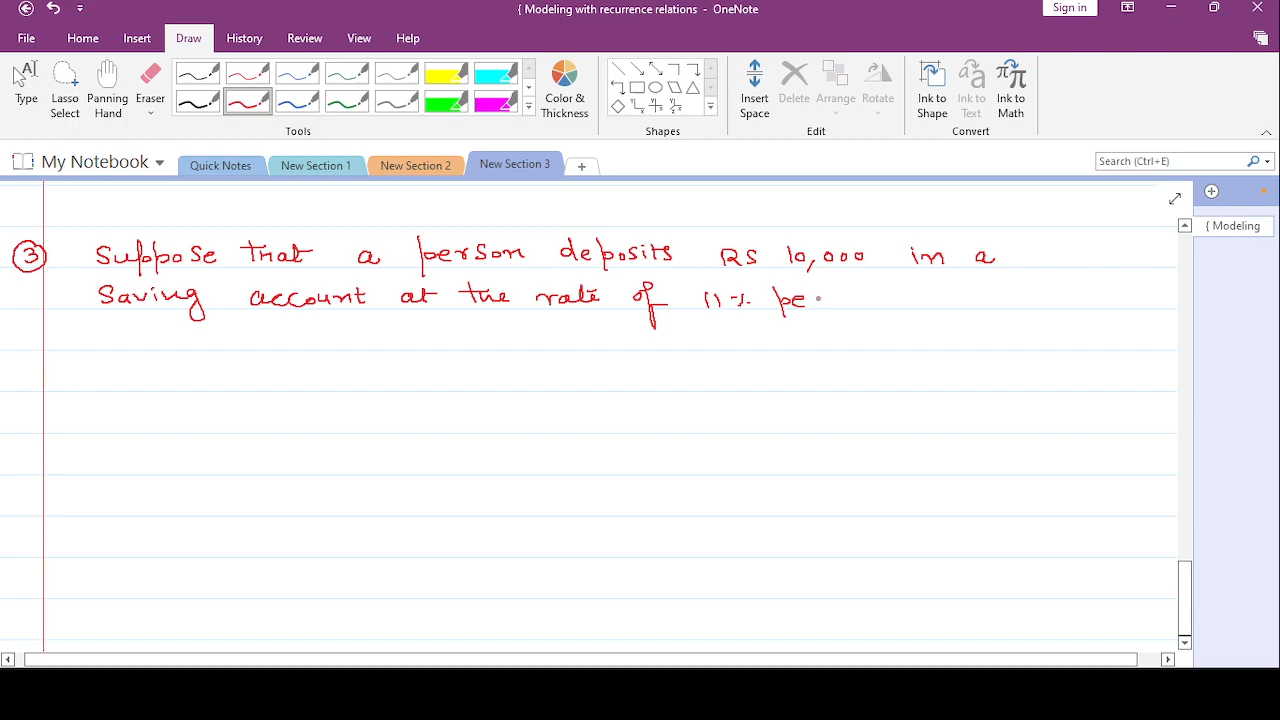 { Modeling with recurrence relations - OneNote
Sign in
File Home Insert Draw History Review View Help
Type
Lasso Select
Panning Hand
Eraser
Color & Thickness
Insert Space
Delete
Arrange
Rotate
Ink to Shape
Ink to Text
Ink to Math
Tools
Shapes
Edit
Convert
My Notebook
Quick Notes
New Section 1
New Section 2
New Section 3
Search (Ctrl+E)
{ Modeling
③ Suppose that a person deposits RS 10,000 in a
Saving account at the rate of 11% pe